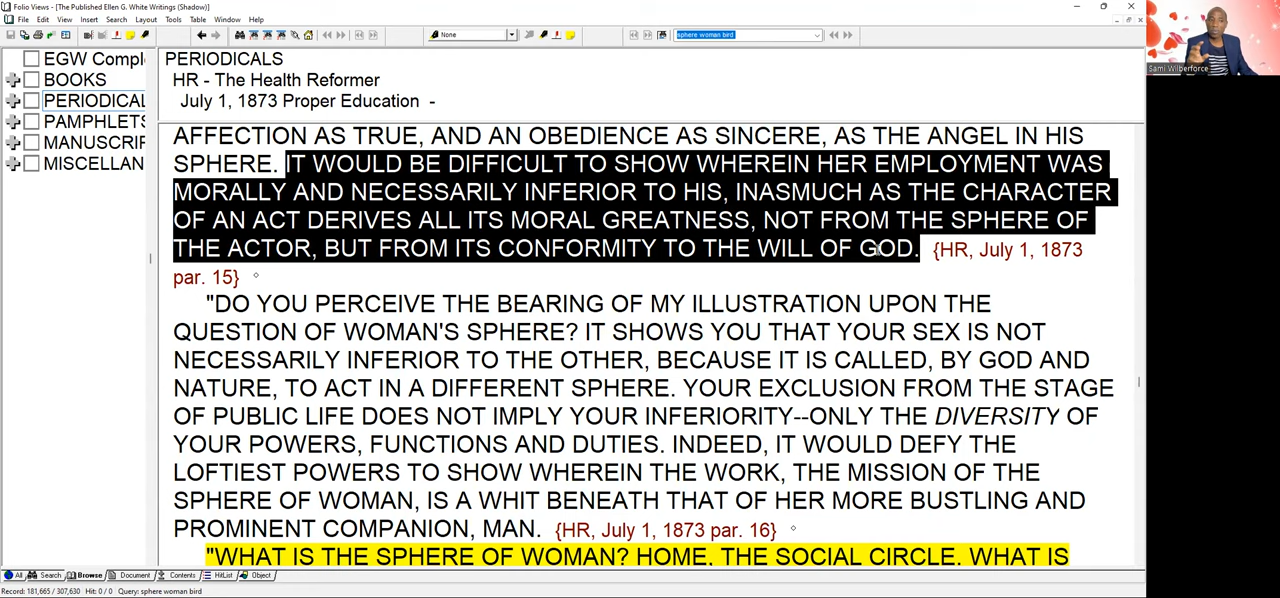 Folio Views - [The Published Ellen G. White Writings (Shadow)]
File Edit View Insert Search Layout Tools Window Help
None
sphere woman bird
EGW Compl
BOOKS
PERIODICAL
PAMPHLETS
MANUSCRIP
MISCELLAN
PERIODICALS
HR - The Health Reformer
July 1, 1873 Proper Education -
AFFECTION AS TRUE, AND AN OBEDIENCE AS SINCERE, AS THE ANGEL IN HIS
SPHERE. IT WOULD BE DIFFICULT TO SHOW WHEREIN HER EMPLOYMENT WAS
MORALLY AND NECESSARILY INFERIOR TO HIS, INASMUCH AS THE CHARACTER
OF AN ACT DERIVES ALL ITS MORAL GREATNESS, NOT FROM THE SPHERE OF
THE ACTOR, BUT FROM ITS CONFORMITY TO THE WILL OF GOD. {HR, July 1, 1873
par. 15}
"DO YOU PERCEIVE THE BEARING OF MY ILLUSTRATION UPON THE
QUESTION OF WOMAN'S SPHERE? IT SHOWS YOU THAT YOUR SEX IS NOT
NECESSARILY INFERIOR TO THE OTHER, BECAUSE IT IS CALLED, BY GOD AND
NATURE, TO ACT IN A DIFFERENT SPHERE. YOUR EXCLUSION FROM THE STAGE
OF PUBLIC LIFE DOES NOT IMPLY YOUR INFERIORITY--ONLY THE DIVERSITY OF
YOUR POWERS, FUNCTIONS AND DUTIES. INDEED, IT WOULD DEFY THE
LOFTIEST POWERS TO SHOW WHEREIN THE WORK, THE MISSION OF THE
SPHERE OF WOMAN, IS A WHIT BENEATH THAT OF HER MORE BUSTLING AND
PROMINENT COMPANION, MAN. {HR, July 1, 1873 par. 16}
"WHAT IS THE SPHERE OF WOMAN? HOME, THE SOCIAL CIRCLE. WHAT IS
All Search Browse Document Contents HitList Object
Record: 181,665 / 307,630 Hit: 0 / 0 Query: sphere woman bird
Sami Wilberforce